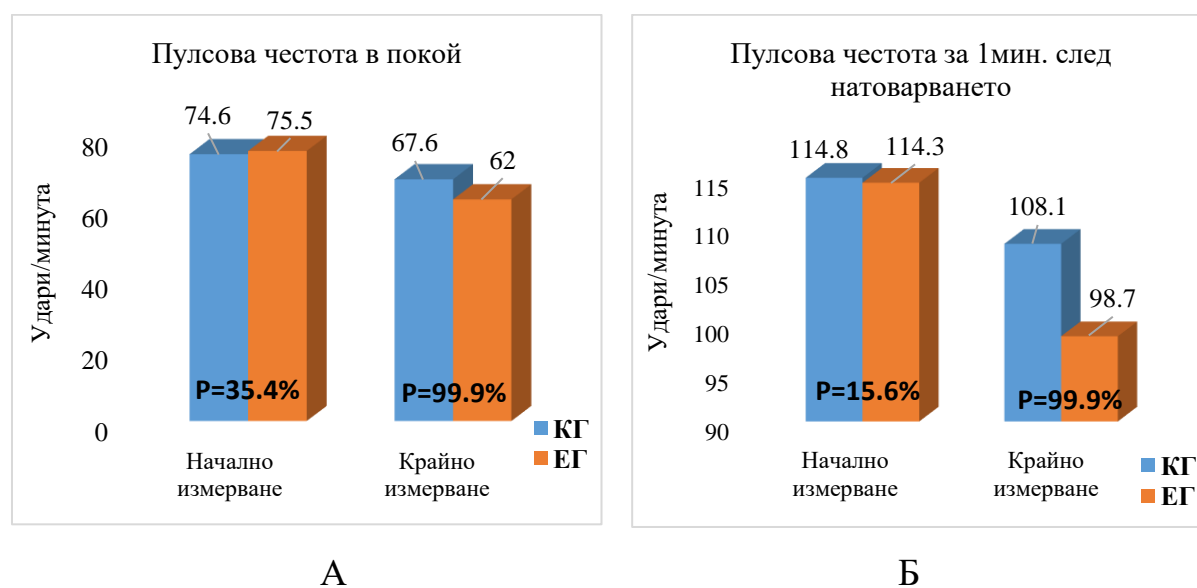 Пулсова честота в покой
74.6
75.5
67.6
62
80
60
40
20
0
Удари/минута
P=35.4%
P=99.9%
Начално
измерване
Крайно
измерване
КГ
ЕГ
А
Пулсова честота за 1мин. след
натоварването
114.8
114.3
108.1
98.7
115
110
105
100
95
90
Удари/минута
P=15.6%
P=99.9%
Начално
измерване
Крайно
измерване
КГ
ЕГ
Б